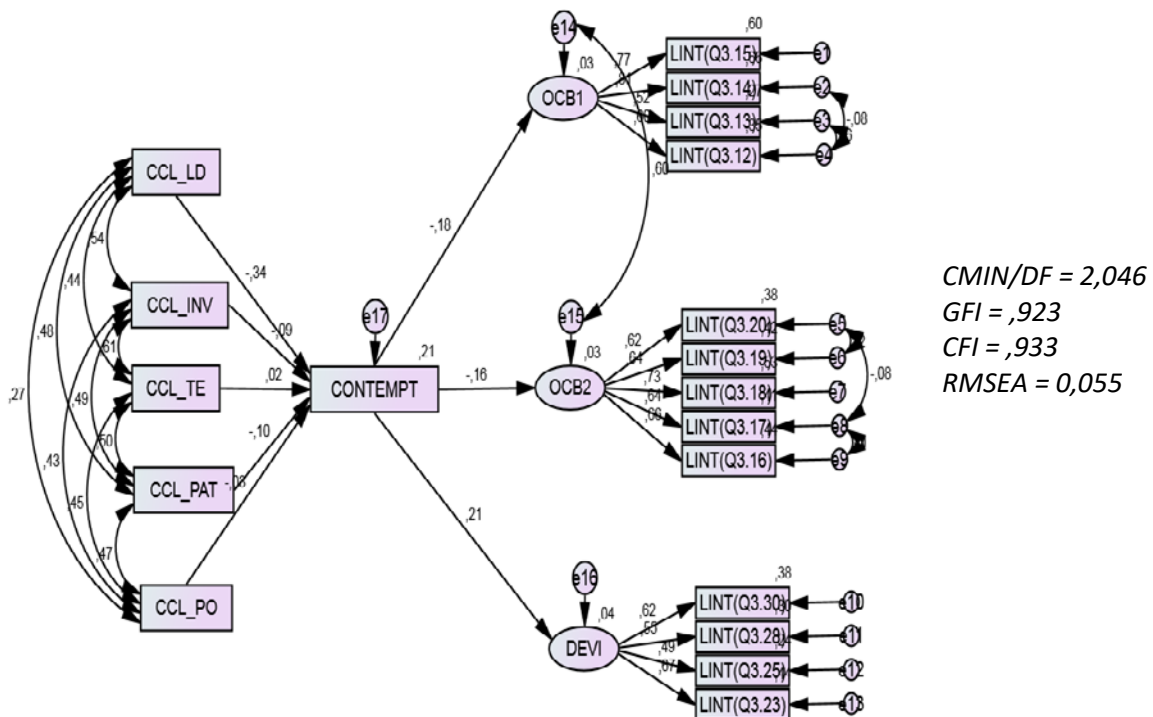 e14
,60
,03
,77
LINT(Q3.15)
e1
OCB1
LINT(Q3.14)
e2
,52
LINT(Q3.13)
e3
-,08
LINT(Q3.12)
e4
,60
CCL_LD
-,18
,54
-,34
,44
CCL_INV
e17
e15
,38
-,09
,03
,62
LINT(Q3.20)
e5
,48
,61
,21
,64
LINT(Q3.19)
e6
CCL_TE
,02
CONTEMPT
-,16
OCB2
,73
LINT(Q3.18)
e7
-,08
,27
,49
,64
LINT(Q3.17)
e8
,50
-,10
LINT(Q3.16)
e9
,43
CCL_PAT
-,08
,45
,21
,47
e16
,38
CCL_PO
,04
,62
LINT(Q3.30)
e10
DEVI
LINT(Q3.28)
e11
,49
LINT(Q3.25)
e12
,67
LINT(Q3.23)
e13
CMIN/DF = 2,046
GFI = ,923
CFI = ,933
RMSEA = 0,055